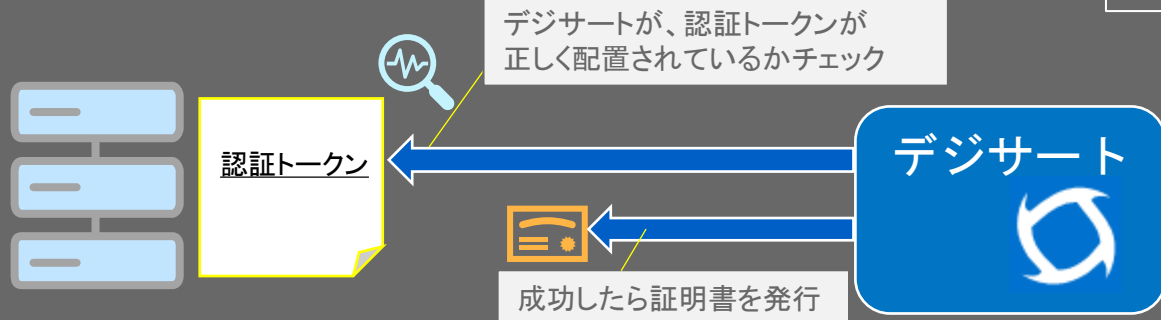 デジサートが、認証トークンが
正しく配置されているかチェック
認証トークン
デジサート
成功したら証明書を発行